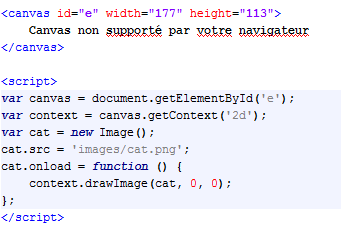 <canvas id="e" width="177" height="113">
Canvas non supporté par votre navigateur
</canvas>
<script>
var canvas = document.getElementById('e');
var context = canvas.getContext('2d');
var cat = new Image();
cat.src = 'images/cat.png';
cat.onload = function () {
context.drawImage(cat, 0, 0);
};
</script>